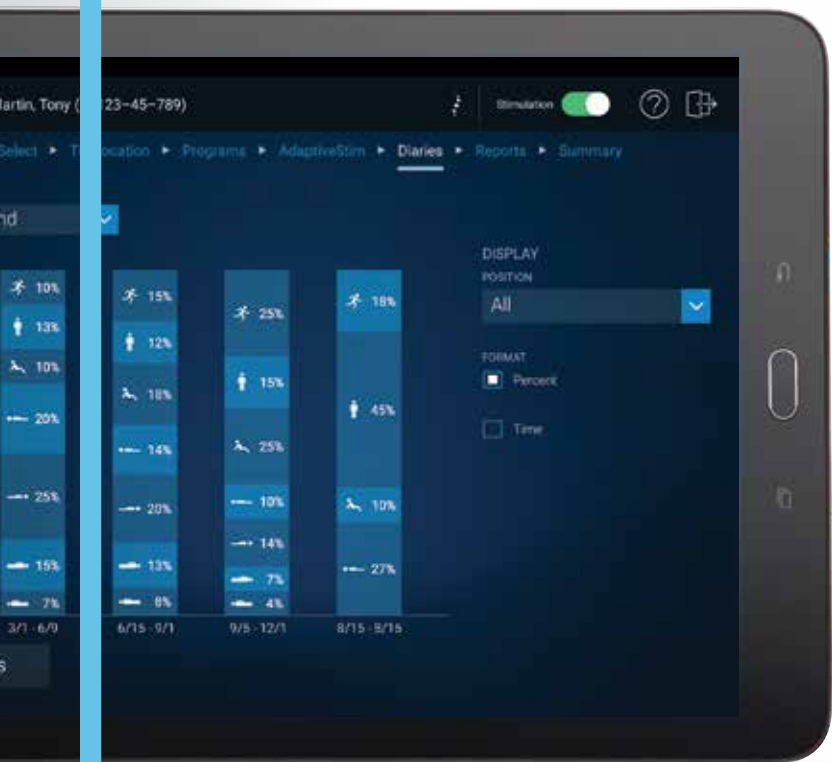 artin, Tony ( 123-45-789)
Stimulation
Select ▸ T ocation ▸ Programs ▸ AdaptiveStim ▸ Diaries ▸ Reports ▸ Summary
nd
DISPLAY
POSITION
All
FORMAT
Percent
Time
10%
13%
10%
20%
25%
15%
7%
3/1 - 6/9
15%
12%
18%
14%
20%
13%
8%
6/15 - 9/1
25%
15%
25%
10%
14%
7%
4%
9/5 - 12/1
18%
45%
10%
27%
8/15 - 8/15
s